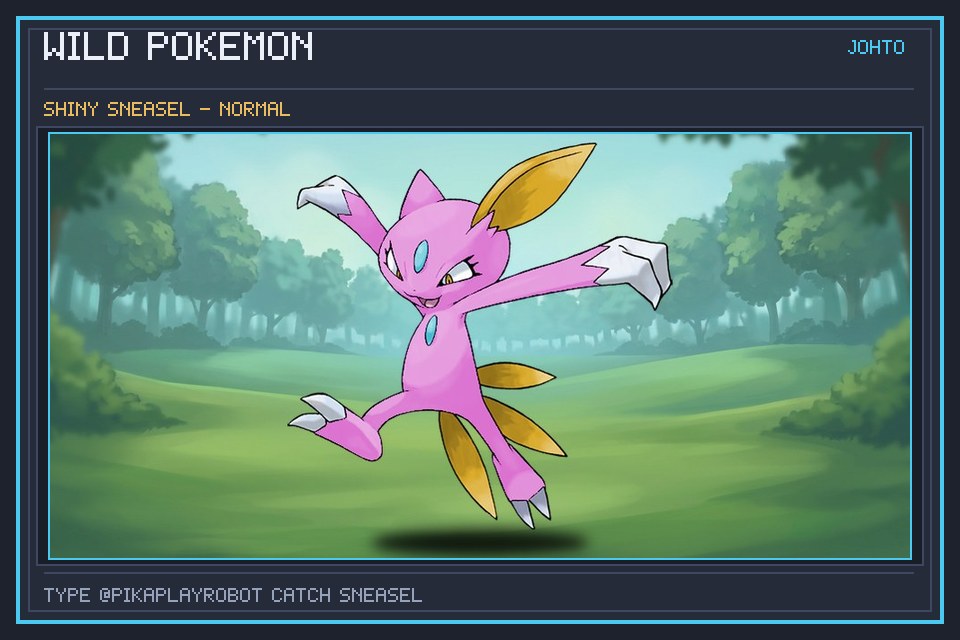 WILD POKEMON
JOHTO
SHINY SNEASEL - NORMAL
TYPE @PIKAPLAYROBOT CATCH SNEASEL